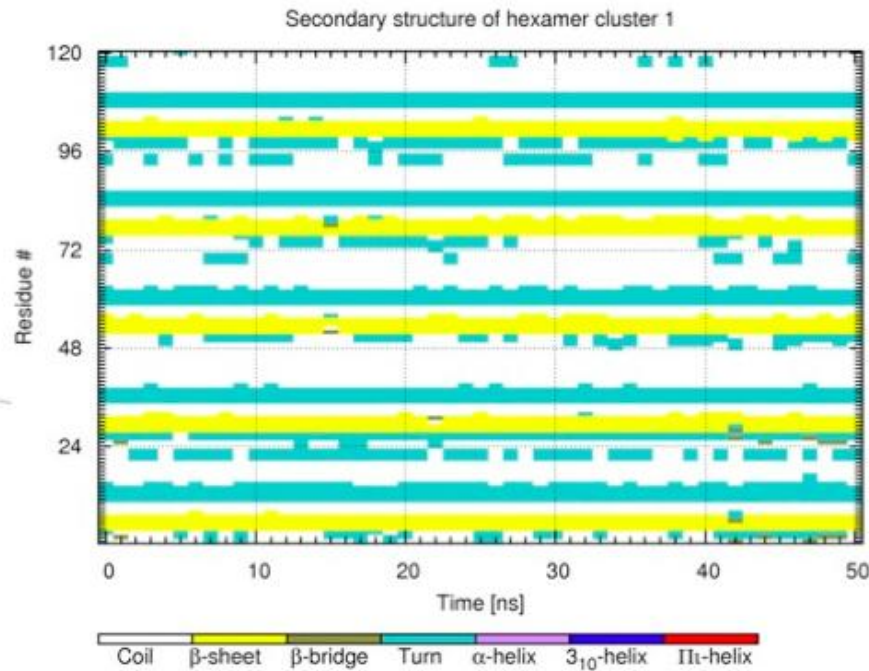 Secondary structure of hexamer cluster 1
120
96
72
48
24
Residue #
0 10 20 30 40 50
Time [ns]
Coil β-sheet β-bridge Turn α-helix 3₁₀-helix Πι-helix